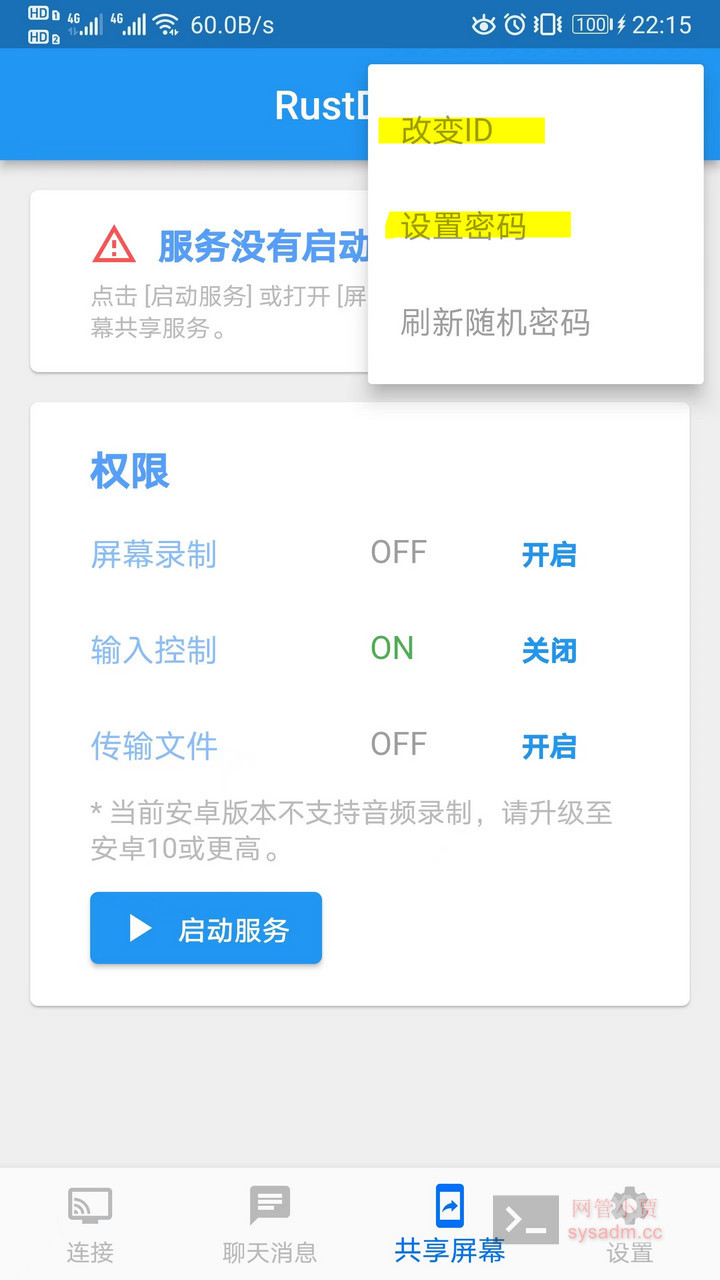 HD 1 4G 4G 60.0B/s 100 22:15
HD 2
RustD
改变ID
设置密码
刷新随机密码
服务没有启动
点击 [启动服务] 或打开 [屏
幕共享服务。
权限
屏幕录制 OFF 开启
输入控制 ON 关闭
传输文件 OFF 开启
* 当前安卓版本不支持音频录制，请升级至
安卓10或更高。
启动服务
连接 聊天消息 共享屏幕 设置
网管小贾
sysadm.cc